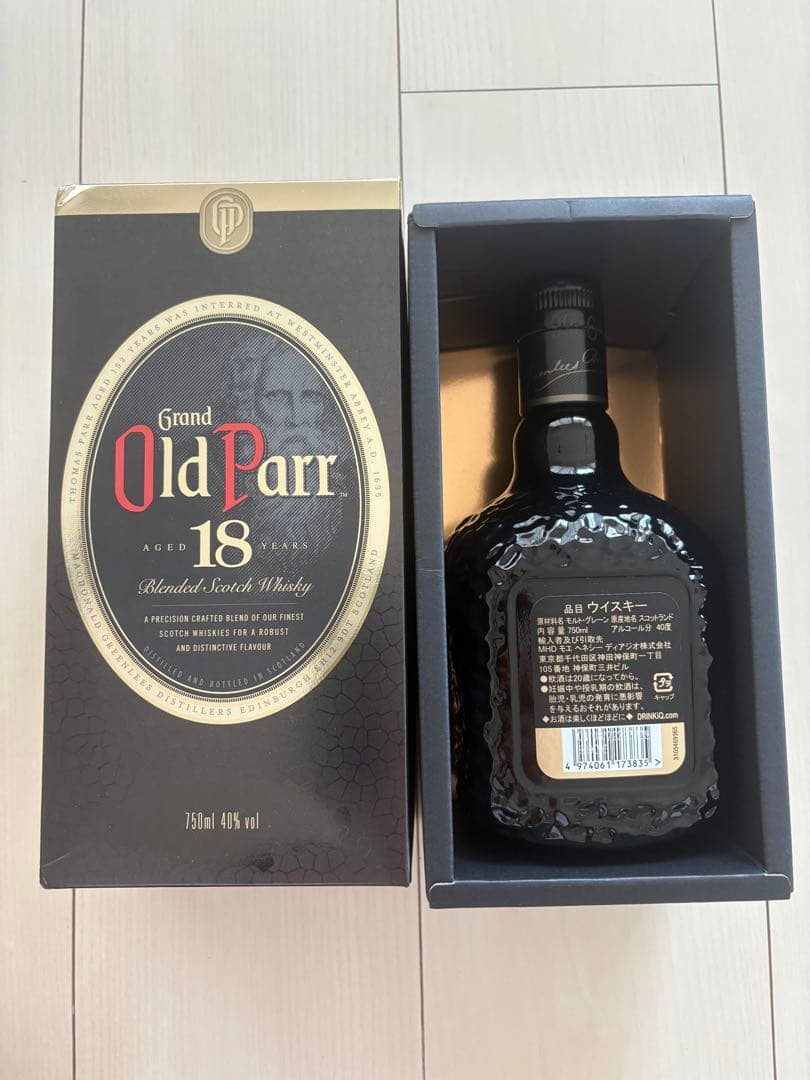 GP
THOMAS PARR AGED 152 YEARS WAS INTERRED AT WESTMINSTER ABBEY A.D. 1635
Grand
Old Parr™
AGED 18 YEARS
Blended Scotch Whisky
A PRECISION CRAFTED BLEND OF OUR FINEST
SCOTCH WHISKIES FOR A ROBUST
AND DISTINCTIVE FLAVOUR
DISTILLED AND BOTTLED IN SCOTLAND
MACDONALD GREENLEES DISTILLERS EDINBURGH EH12 9DT SCOTLAND
750ml 40% vol
品目 ウイスキー
原材料名 モルト・グレーン 原産地名 スコットランド
内容量 750ml アルコール分 40度
輸入者及び引取先
MHD モエ ヘネシー ディアジオ株式会社
東京都千代田区神田神保町一丁目
105番地 神保町三井ビル
●飲酒は20歳になってから。
●妊娠中や授乳期の飲酒は、
胎児・乳児の発育に悪影響
を与えるおそれがあります。
プラ
キャップ
◆お酒は楽しくほどほどに◆ DRINKiQ.com
4 974061 173835 >
3105469365